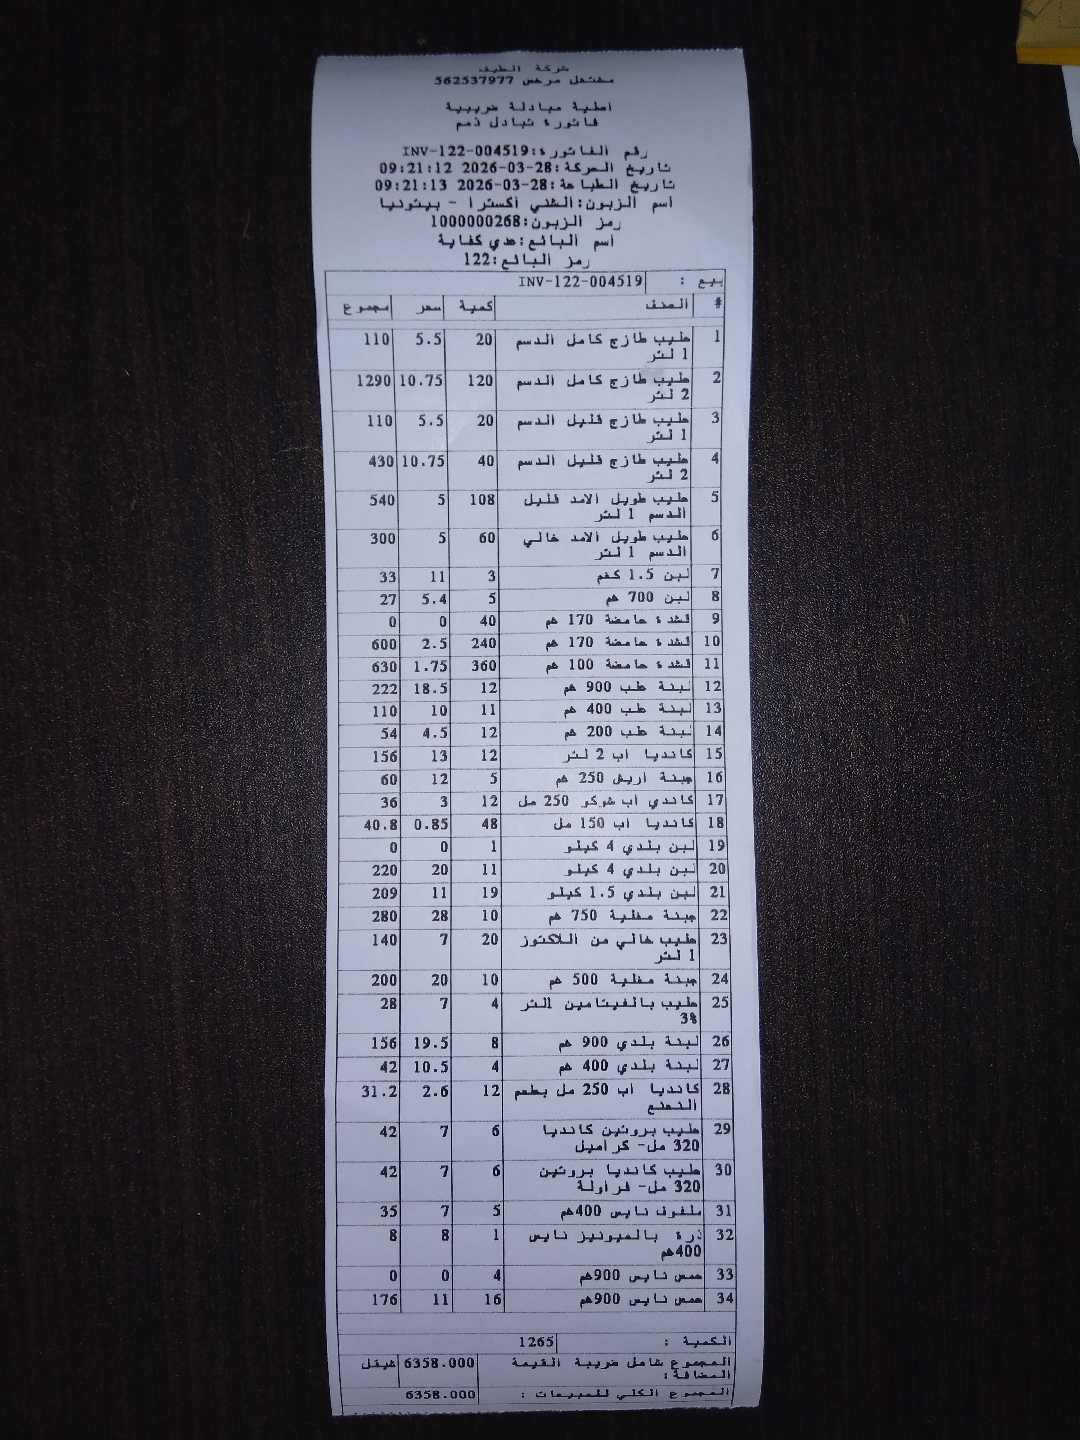 شركة الطيف
مشتغل مرخص 562537977
أصلية مبادلة ضريبية
فاتورة تبادل ذمم
رقم الفاتورة:INV-122-004519
تاريخ الحركة:28-03-2026 09:21:12
تاريخ الطباعة:28-03-2026 09:21:13
اسم الزبون:الشني اكسترا - بيتونيا
رمز الزبون:1000000268
اسم البائع:عدي كفاية
رمز البائع:122
بيع : INV-122-004519
# الصنف كمية سعر مجموع
1 حليب طازج كامل الدسم 20 5.5 110
1 لتر
2 حليب طازج كامل الدسم 120 10.75 1290
2 لتر
3 حليب طازج قليل الدسم 20 5.5 110
1 لتر
4 حليب طازج قليل الدسم 40 10.75 430
2 لتر
5 حليب طويل الامد قليل 108 5 540
الدسم 1 لتر
6 حليب طويل الامد خالي 60 5 300
الدسم 1 لتر
7 لبن 1.5 كغم 3 11 33
8 لبن 700 غم 5 5.4 27
9 قشدة حامضة 170 غم 40 0 0
10 قشدة حامضة 170 غم 240 2.5 600
11 قشدة حامضة 100 غم 360 1.75 630
12 لبنة علب 900 غم 12 18.5 222
13 لبنة علب 400 غم 11 10 110
14 لبنة علب 200 غم 12 4.5 54
15 كانديا اب 2 لتر 12 13 156
16 جبنة اريش 250 غم 5 12 60
17 كاندي اب شوكو 250 مل 12 3 36
18 كانديا اب 150 مل 48 0.85 40.8
19 لبن بلدي 4 كيلو 1 0 0
20 لبن بلدي 4 كيلو 11 20 220
21 لبن بلدي 1.5 كيلو 19 11 209
22 جبنة مغلية 750 غم 10 28 280
23 حليب خالي من اللاكتوز 20 7 140
1 لتر
24 جبنة مغلية 500 غم 10 20 200
25 حليب بالفيتامين 1لتر 4 7 28
3%
26 لبنة بلدي 900 غم 8 19.5 156
27 لبنة بلدي 400 غم 4 10.5 42
28 كانديا اب 250 مل بطعم 12 2.6 31.2
النعنع
29 حليب بروتين كانديا 6 7 42
320 مل- كراميل
30 حليب كانديا بروتين 6 7 42
320 مل- فراولة
31 ملفوف نايس 400غم 5 7 35
32 ذرة بالميونيز نايس 1 8 8
400غم
33 حمص نايس 900غم 4 0 0
34 حمص نايس 900غم 16 11 176
الكمية : 1265
المجموع شامل ضريبة القيمة 6358.000 شيقل
المضافة:
المجموع الكلي للمبيعات : 6358.000